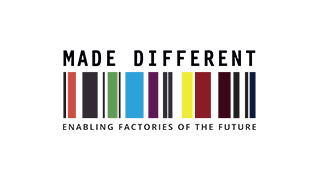 MADE DIFFERENT
ENABLING FACTORIES OF THE FUTURE